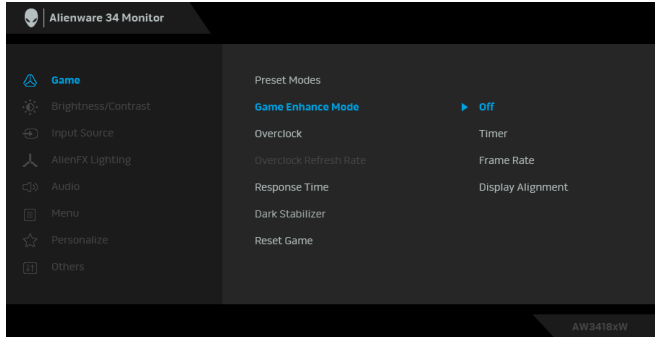 Alienware 34 Monitor
Game
Brightness/Contrast
Input Source
AlienFX Lighting
Audio
Menu
Personalize
Others
Preset Modes
Game Enhance Mode
Overclock
Overclock Refresh Rate
Response Time
Dark Stabilizer
Reset Game
Off
Timer
Frame Rate
Display Alignment
AW3418xW